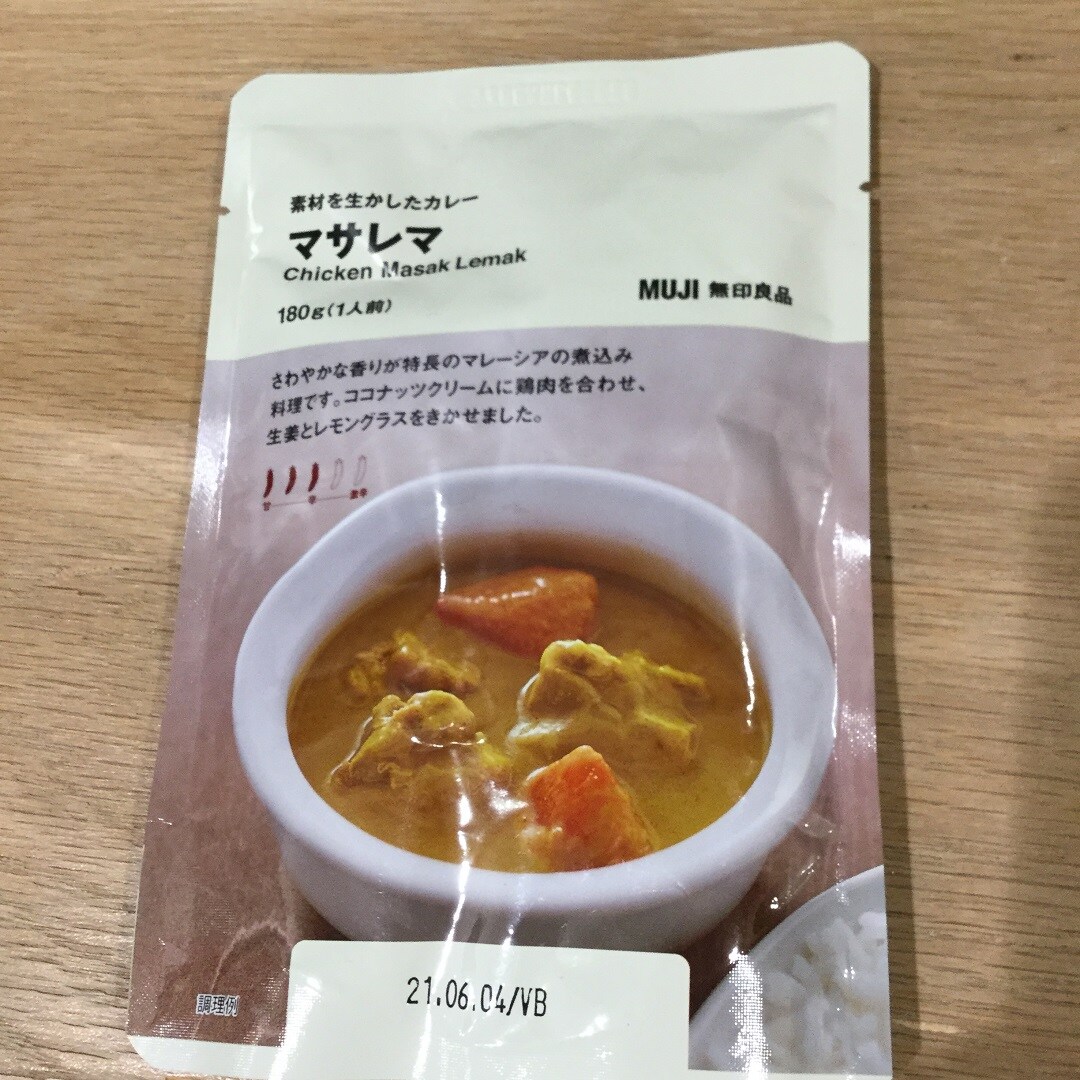 素材を生かしたカレー
マサレマ
Chicken Masak Lemak
180g(1人前)
MUJI 無印良品
さわやかな香りが特長のマレーシアの煮込み
料理です。ココナッツクリームに鶏肉を合わせ、
生姜とレモングラスをきかせました。
甘 辛 激辛
調理例
21.06.04/VB